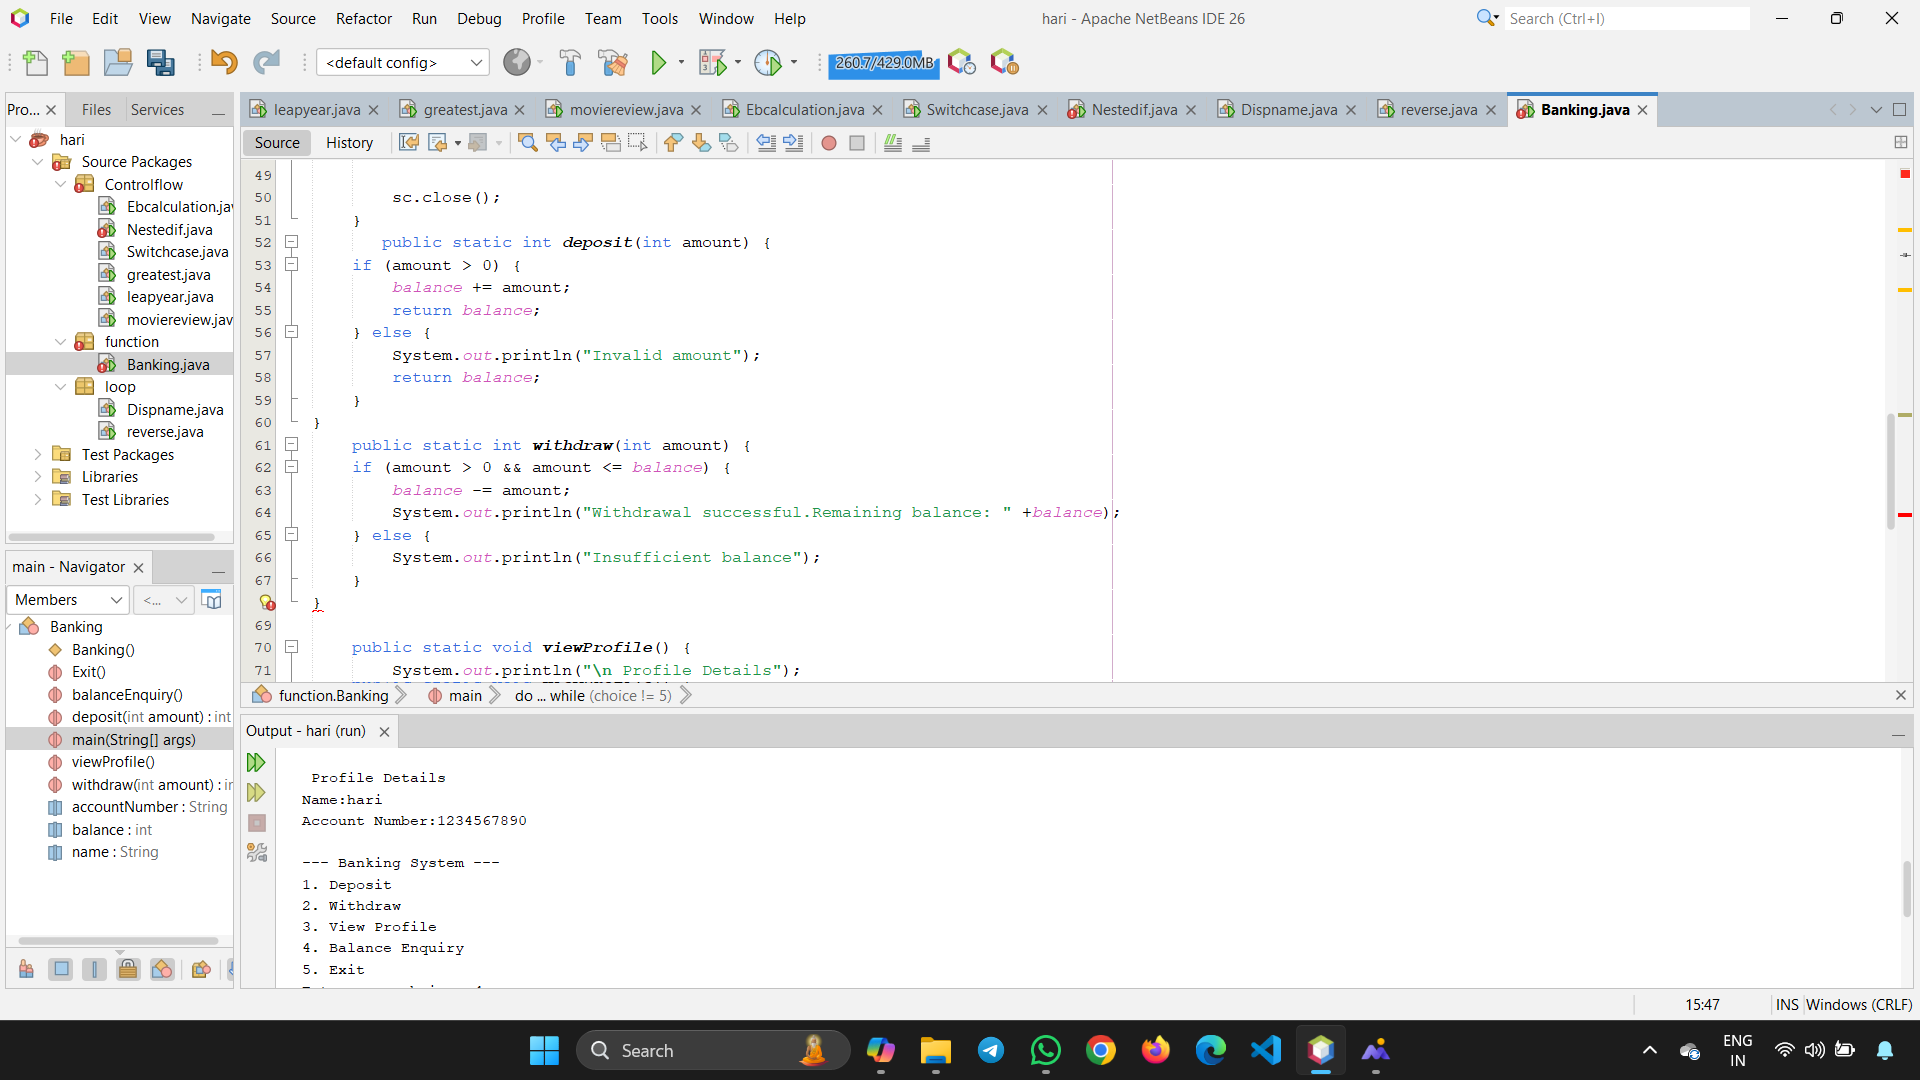 File Edit View Navigate Source Refactor Run Debug Profile Team Tools Window Help
hari - Apache NetBeans IDE 26
Search (Ctrl+I)
<default config>
260.7/429.0MB
Pro... Files Services
leapyear.java greatest.java moviereview.java Ebcalculation.java Switchcase.java Nestedif.java Dispname.java reverse.java Banking.java
Source History
hari
Source Packages
Controlflow
Ebcalculation.jav
Nestedif.java
Switchcase.java
greatest.java
leapyear.java
moviereview.jav
function
Banking.java
loop
Dispname.java
reverse.java
Test Packages
Libraries
Test Libraries
49
50 sc.close();
51 }
52 public static int deposit(int amount) {
53 if (amount > 0) {
54 balance += amount;
55 return balance;
56 } else {
57 System.out.println("Invalid amount");
58 return balance;
59 }
60 }
61 public static int withdraw(int amount) {
62 if (amount > 0 && amount <= balance) {
63 balance -= amount;
64 System.out.println("Withdrawal successful.Remaining balance: " +balance);
65 } else {
66 System.out.println("Insufficient balance");
67 }
}
69
70 public static void viewProfile() {
71 System.out.println("\n Profile Details");
function.Banking main do ... while (choice != 5)
main - Navigator
Members <...
Banking
Banking()
Exit()
balanceEnquiry()
deposit(int amount) : int
main(String[] args)
viewProfile()
withdraw(int amount) : in
accountNumber : String
balance : int
name : String
Output - hari (run)
Profile Details
Name:hari
Account Number:1234567890
--- Banking System ---
1. Deposit
2. Withdraw
3. View Profile
4. Balance Enquiry
5. Exit
15:47 INS Windows (CRLF)
Search
ENG
IN